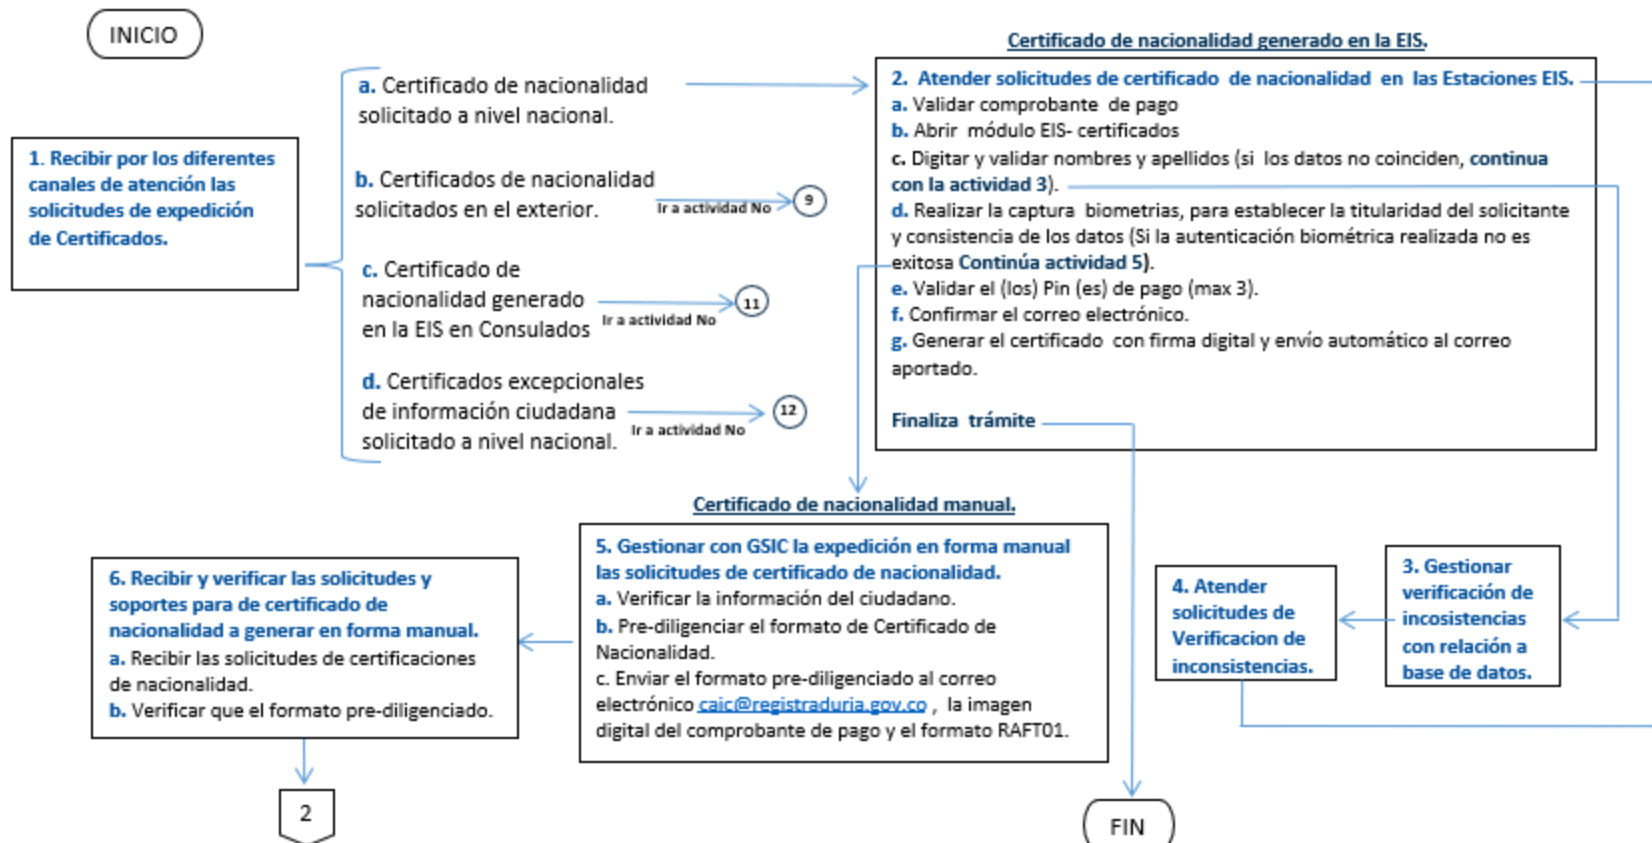 INICIO
1. Recibir por los diferentes
canales de atención las
solicitudes de expedición
de Certificados.
a. Certificado de nacionalidad
solicitado a nivel nacional.
b. Certificados de nacionalidad
solicitados en el exterior.
Ir a actividad No
9
c. Certificado de
nacionalidad generado
en la EIS en Consulados
Ir a actividad No
11
d. Certificados excepcionales
de información ciudadana
solicitado a nivel nacional.
Ir a actividad No
12
Certificado de nacionalidad generado en la EIS.
2. Atender solicitudes de certificado de nacionalidad en las Estaciones EIS.
a. Validar comprobante de pago
b. Abrir módulo EIS- certificados
c. Digitar y validar nombres y apellidos (si los datos no coinciden, continua
con la actividad 3).
d. Realizar la captura biometrias, para establecer la titularidad del solicitante
y consistencia de los datos (Si la autenticación biométrica realizada no es
exitosa Continúa actividad 5).
e. Validar el (los) Pin (es) de pago (max 3).
f. Confirmar el correo electrónico.
g. Generar el certificado con firma digital y envío automático al correo
aportado.
Finaliza trámite
3. Gestionar
verificación de
incosistencias
con relación a
base de datos.
4. Atender
solicitudes de
Verificacion de
inconsistencias.
Certificado de nacionalidad manual.
5. Gestionar con GSIC la expedición en forma manual
las solicitudes de certificado de nacionalidad.
a. Verificar la información del ciudadano.
b. Pre-diligenciar el formato de Certificado de
Nacionalidad.
c. Enviar el formato pre-diligenciado al correo
electrónico caic@registraduria.gov.co , la imagen
digital del comprobante de pago y el formato RAFT01.
6. Recibir y verificar las solicitudes y
soportes para de certificado de
nacionalidad a generar en forma manual.
a. Recibir las solicitudes de certificaciones
de nacionalidad.
b. Verificar que el formato pre-diligenciado.
2
FIN